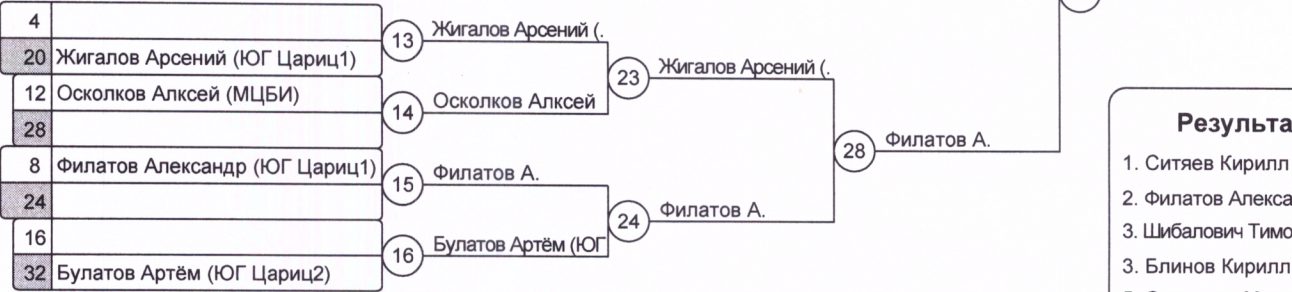 4
20 Жигалов Арсений (ЮГ Цариц1)
13 Жигалов Арсений (.
12 Осколков Алксей (МЦБИ)
28
14 Осколков Алксей
23 Жигалов Арсений (.
8 Филатов Александр (ЮГ Цариц1)
24
15 Филатов А.
16
32 Булатов Артём (ЮГ Цариц2)
16 Булатов Артём (ЮГ
24 Филатов А.
28 Филатов А.
Результа
1. Ситяев Кирилл
2. Филатов Алекса
3. Шибалович Тимо
3. Блинов Кирилл